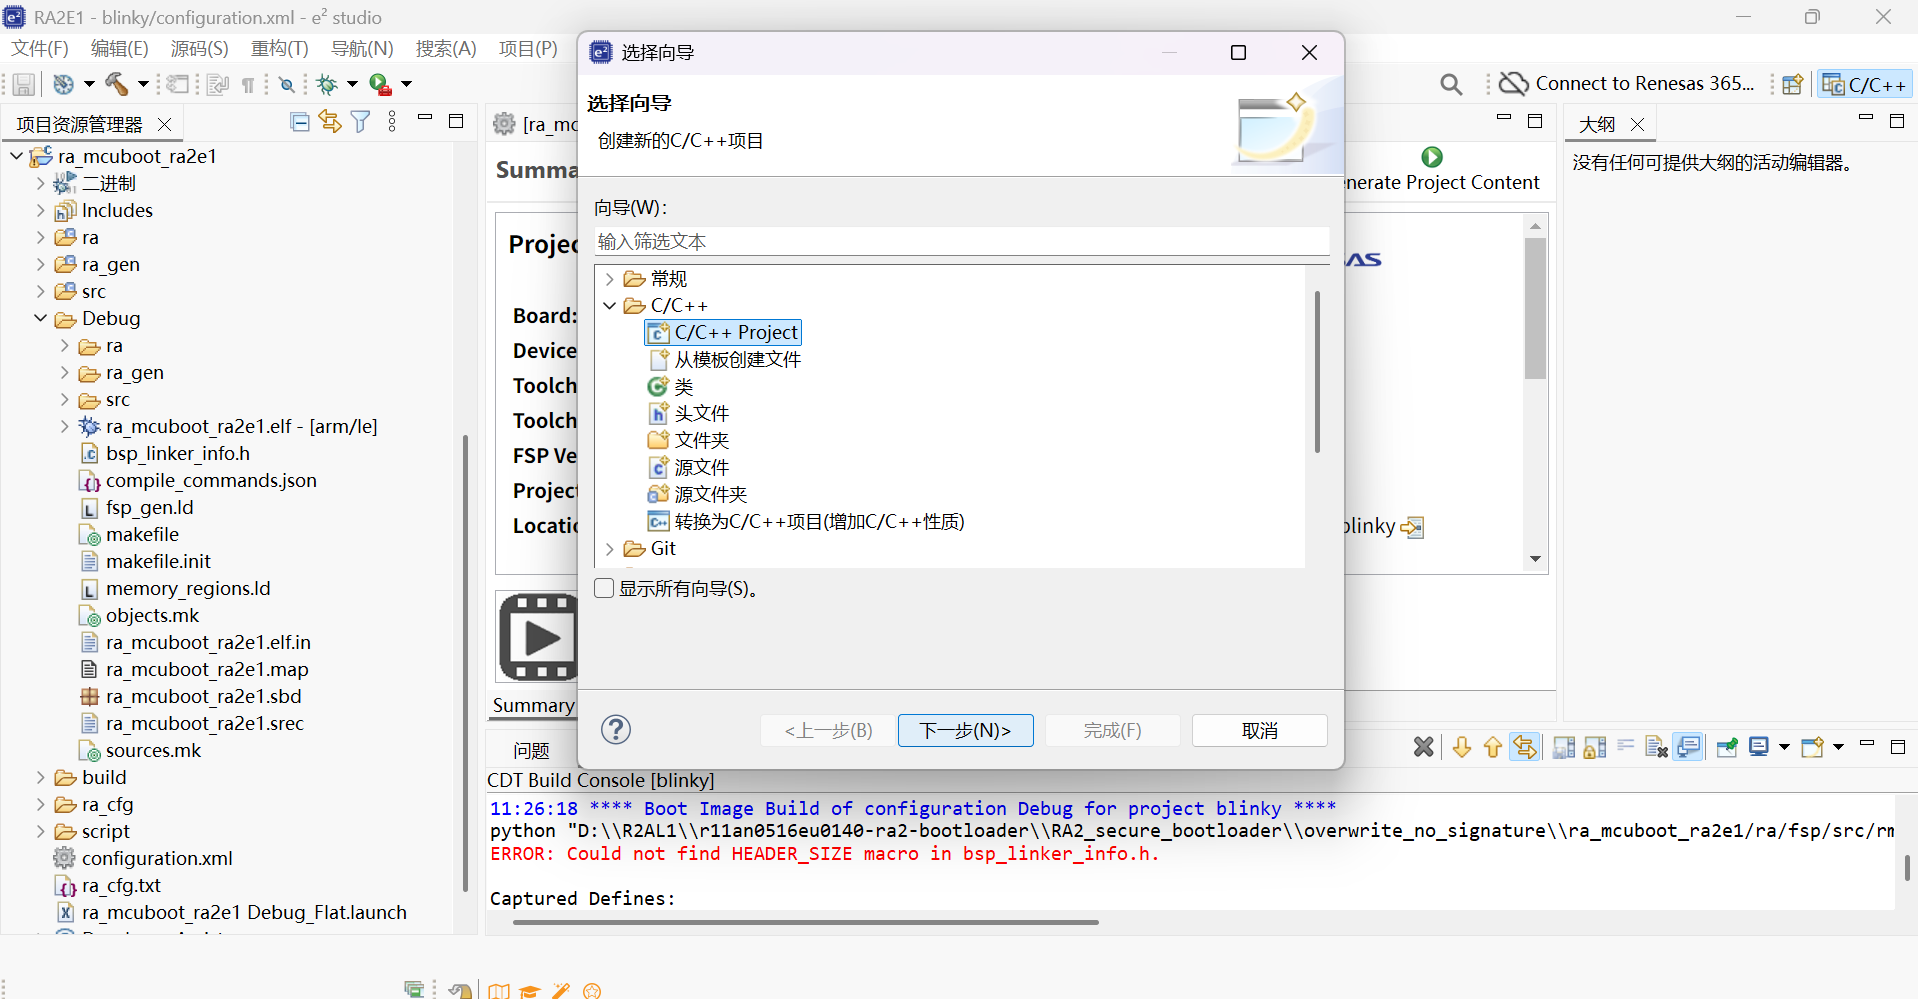 RA2E1 - blinky/configuration.xml - e² studio
文件(F) 编辑(E) 源码(S) 重构(T) 导航(N) 搜索(A) 项目(P)
Connect to Renesas 365...
C/C++
项目资源管理器
ra_mcuboot_ra2e1
二进制
Includes
ra
ra_gen
src
Debug
ra
ra_gen
src
ra_mcuboot_ra2e1.elf - [arm/le]
bsp_linker_info.h
compile_commands.json
fsp_gen.ld
makefile
makefile.init
memory_regions.ld
objects.mk
ra_mcuboot_ra2e1.elf.in
ra_mcuboot_ra2e1.map
ra_mcuboot_ra2e1.sbd
ra_mcuboot_ra2e1.srec
sources.mk
build
ra_cfg
script
configuration.xml
ra_cfg.txt
ra_mcuboot_ra2e1 Debug_Flat.launch
[ra_mc
Summa
Projec
Board:
Device
Toolch
Toolch
FSP Ve
Project
Locatio
Summary
选择向导
选择向导
创建新的C/C++项目
向导(W):
输入筛选文本
常规
C/C++
C/C++ Project
从模板创建文件
类
头文件
文件夹
源文件
源文件夹
转换为C/C++项目(增加C/C++性质)
Git
显示所有向导(S)。
<上一步(B)
下一步(N)>
完成(F)
取消
enerate Project Content
AS
blinky
大纲
没有任何可提供大纲的活动编辑器。
问题
CDT Build Console [blinky]
11:26:18 **** Boot Image Build of configuration Debug for project blinky ****
python "D:\\R2AL1\\r11an0516eu0140-ra2-bootloader\\RA2_secure_bootloader\\overwrite_no_signature\\ra_mcuboot_ra2e1/ra/fsp/src/rm
ERROR: Could not find HEADER_SIZE macro in bsp_linker_info.h.
Captured Defines: